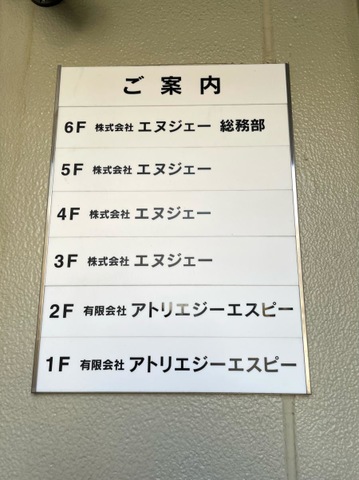 ご案内
6F 株式会社 エヌジェー 総務部
5F 株式会社 エヌジェー
4F 株式会社 エヌジェー
3F 株式会社 エヌジェー
2F 有限会社 アトリエジーエスピー
1F 有限会社 アトリエジーエスピー